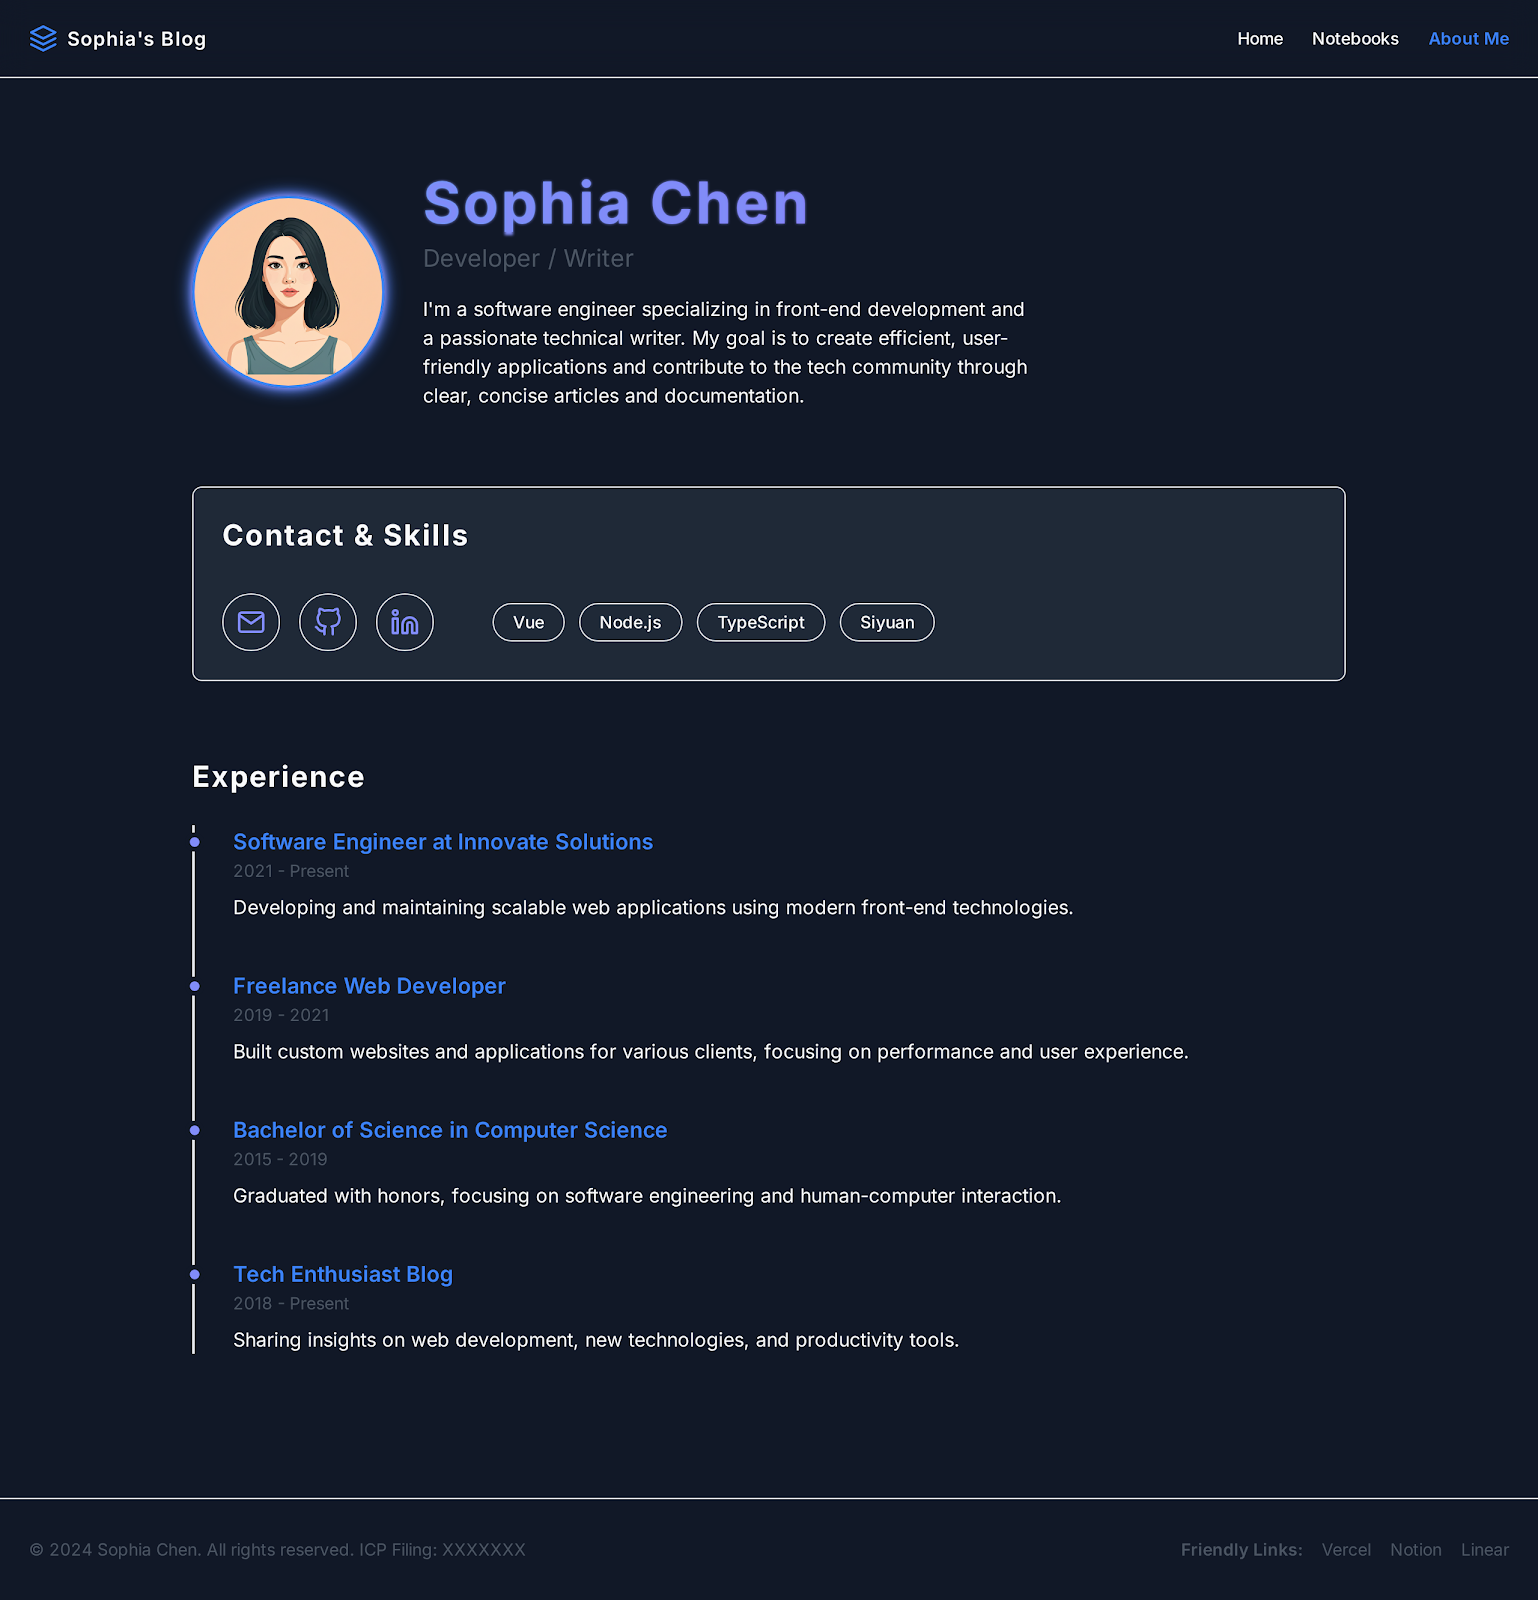 Sophia's Blog
Home
Notebooks
About Me
Sophia Chen
Developer / Writer
I'm a software engineer specializing in front-end development and
a passionate technical writer. My goal is to create efficient, user-
friendly applications and contribute to the tech community through
clear, concise articles and documentation.
Contact & Skills
in
Vue
Node.js
TypeScript
Siyuan
Experience
Software Engineer at Innovate Solutions
2021 - Present
Developing and maintaining scalable web applications using modern front-end technologies.
Freelance Web Developer
2019 - 2021
Built custom websites and applications for various clients, focusing on performance and user experience.
Bachelor of Science in Computer Science
2015 - 2019
Graduated with honors, focusing on software engineering and human-computer interaction.
Tech Enthusiast Blog
2018 - Present
Sharing insights on web development, new technologies, and productivity tools.
© 2024 Sophia Chen. All rights reserved. ICP Filing: XXXXXXX
Friendly Links:
Vercel
Notion
Linear